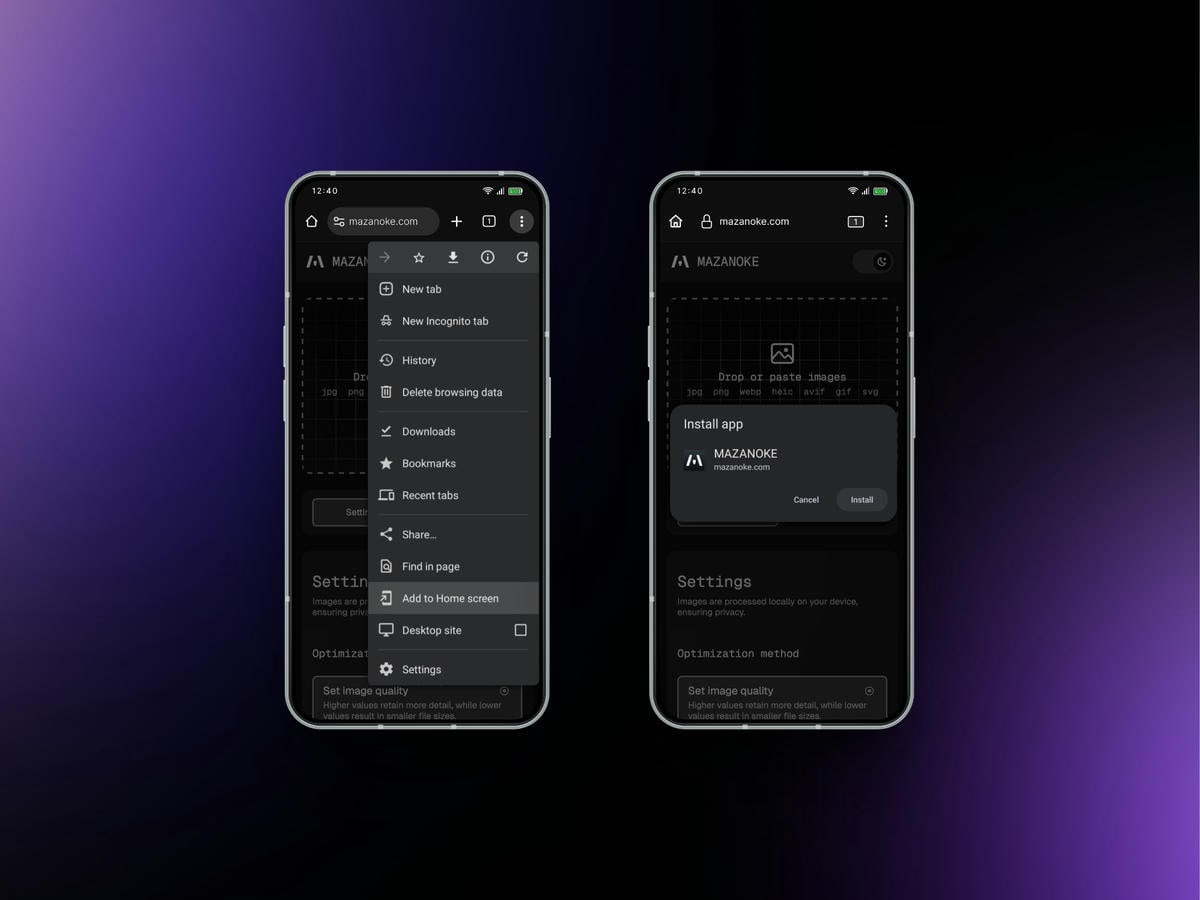 12:40
mazanoke.com
1
MAZAN
New tab
New Incognito tab
History
Delete browsing data
Downloads
Bookmarks
Recent tabs
Share...
Find in page
Add to Home screen
Desktop site
Settings
Dr
jpg png
Settin
Settin
Images are pr
ensuring priva
Optimizat
Set image quality
Higher values retain more detail, while lower
values result in smaller file sizes.
12:40
mazanoke.com
1
MAZANOKE
Drop or paste images
jpg png webp heic avif gif svg
Install app
MAZANOKE
mazanoke.com
Cancel Install
Settings
Images are processed locally on your device,
ensuring privacy.
Optimization method
Set image quality
Higher values retain more detail, while lower
values result in smaller file sizes.